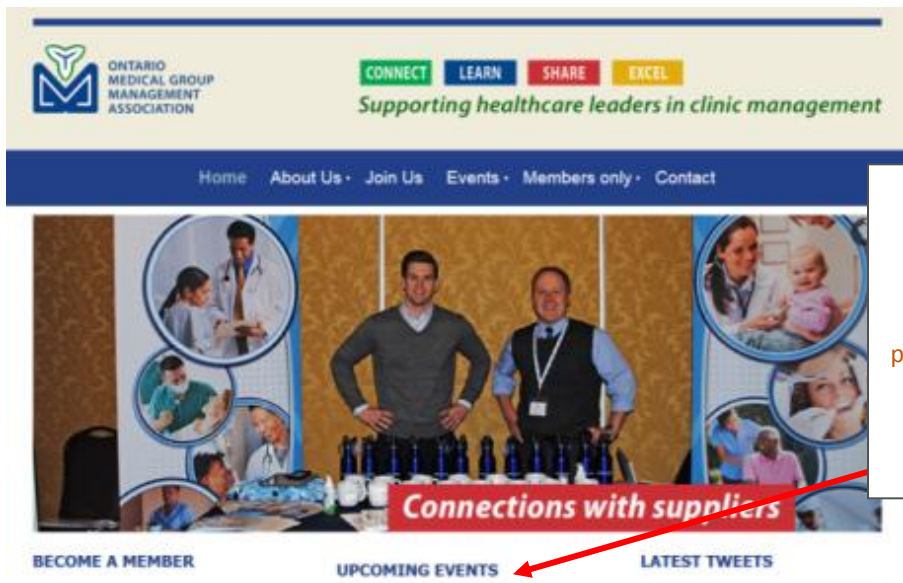 ONTARIO
MEDICAL GROUP
MANAGEMENT
ASSOCIATION
CONNECT LEARN SHARE EXCEL
Supporting healthcare leaders in clinic management
Home About Us Join Us Events Members only Contact
p
Connections with suppliers
BECOME A MEMBER UPCOMING EVENTS LATEST TWEETS